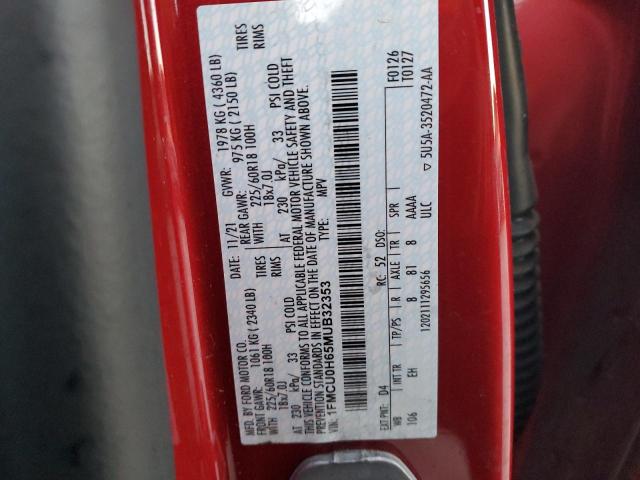 MFD. BY FORD MOTOR CO.
DATE: 11/21 GVWR: 1978 KG ( 4360 LB)
FRONT GAWR: 1061 KG ( 2340 LB) REAR GAWR: 975 KG ( 2150 LB)
WITH 225/60R18 100H TIRES WITH 225/60R18 100H TIRES
18x7.0J RIMS 18x7.0J RIMS
AT 230 kPa/ 33 PSI COLD AT 230 kPa/ 33 PSI COLD
THIS VEHICLE CONFORMS TO ALL APPLICABLE FEDERAL MOTOR VEHICLE SAFETY AND THEFT
PREVENTION STANDARDS IN EFFECT ON THE DATE OF MANUFACTURE SHOWN ABOVE.
VIN: 1FMCU0H65MUB32353 TYPE: MPV
F0126
T0127
EXT PNT: D4 RC: 52 DSO:
WB INT TR TP/PS R AXLE TR SPR
106 EH 8 81 8 AAAA
1202111295656 ULC
▽ 5U5A-3520472-AA